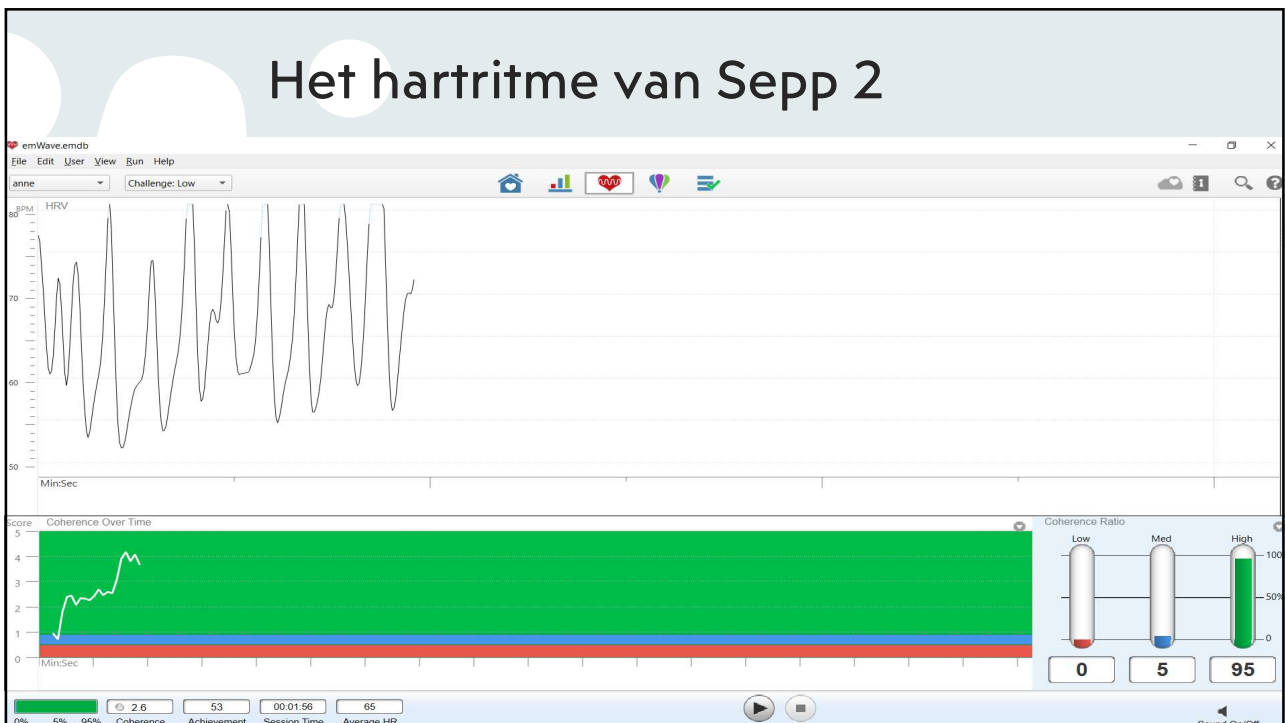 Het hartritme van Sepp 2
emWave.emdb
File Edit User View Run Help
anne Challenge: Low
BPM HRV
80
70
60
50
Min:Sec
Score Coherence Over Time
5
4
3
2
1
0 Min:Sec
Coherence Ratio
Low Med High
100
50%
0
0 5 95
2.6 53 00:01:56 65
0% 5% 95% Coherence Achievement Session Time Average HR
Sound On/Off